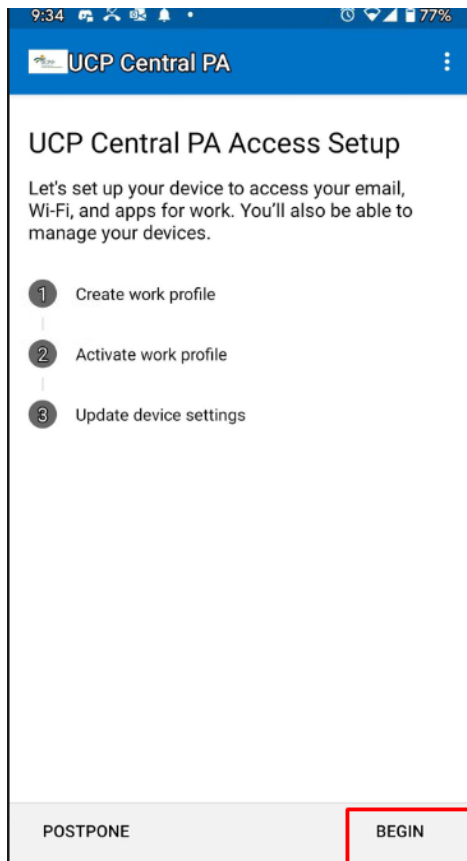 9:34 77%
UCP Central PA
UCP Central PA Access Setup
Let's set up your device to access your email,
Wi-Fi, and apps for work. You'll also be able to
manage your devices.
1 Create work profile
2 Activate work profile
3 Update device settings
POSTPONE BEGIN